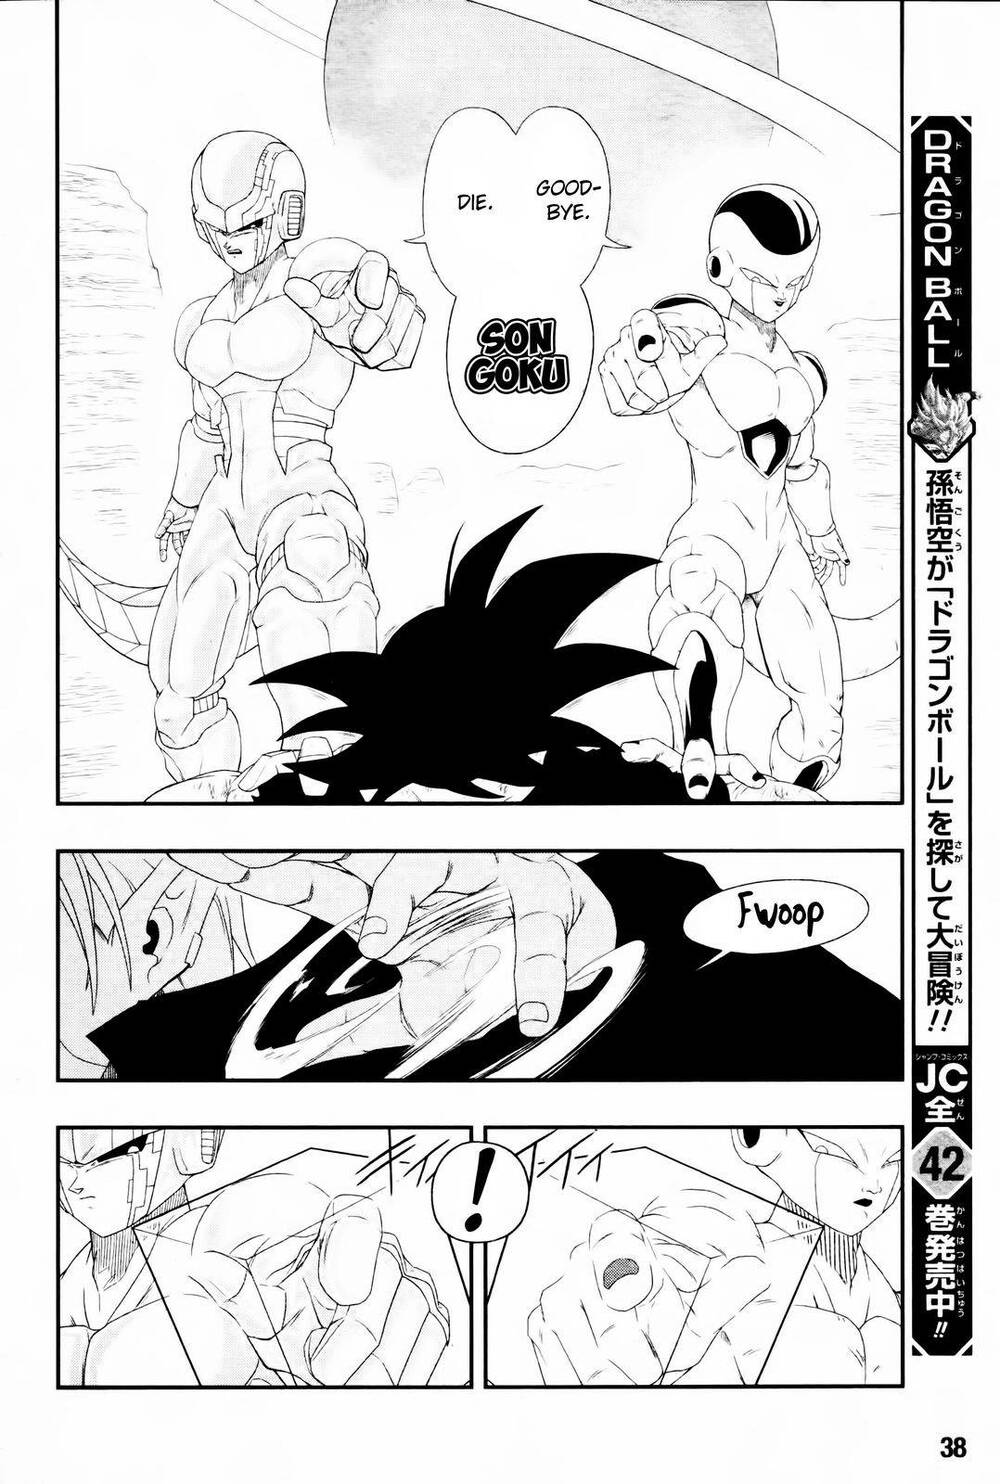 GOOD-
BYE.
DIE.
SON
GOKU
Fwoop
!
DRAGON BALL
ドラゴンボール
孫悟空が「ドラゴンボール」を探して大冒険!!
そんごくう
さが
だいぼうけん
ジャンプ・コミックス
JC
全
ぜん
42
巻発売中!!
かんはつばいちゅう
38